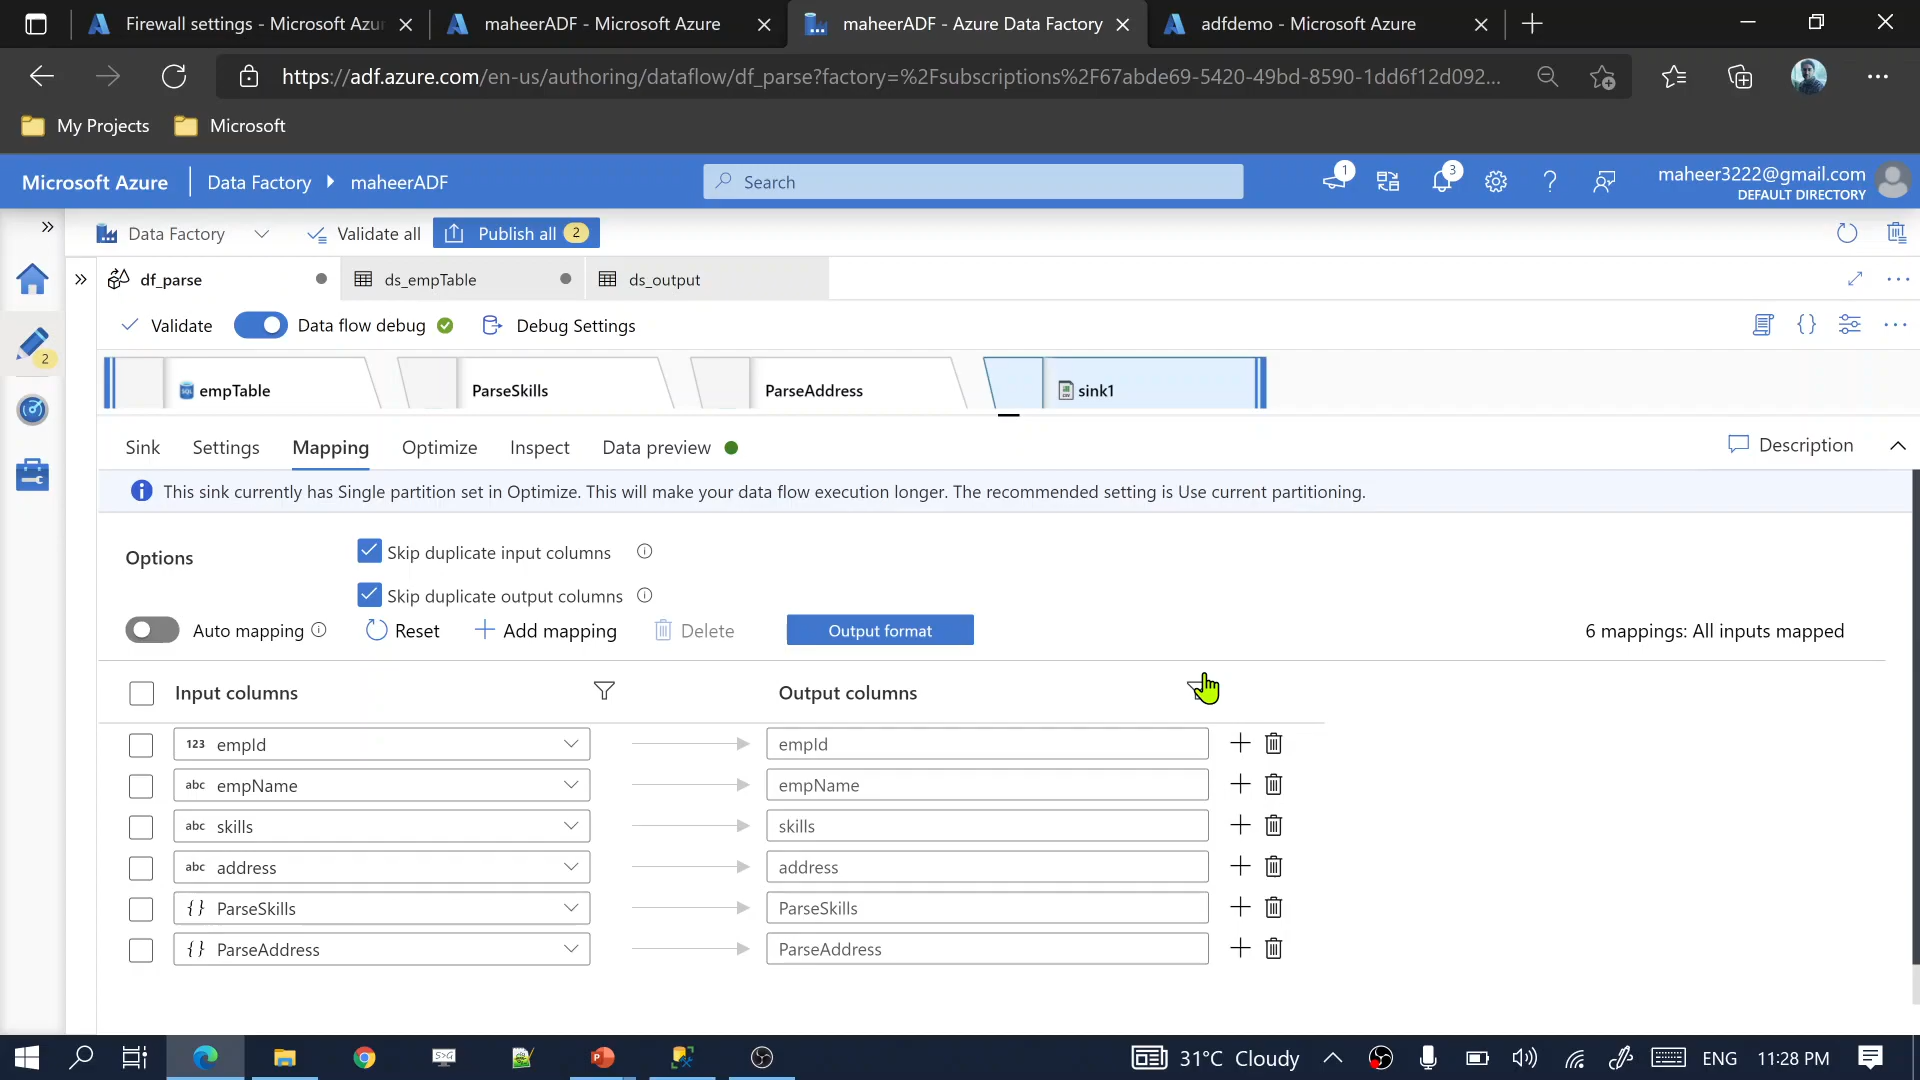 Firewall settings - Microsoft Azur
maheerADF - Microsoft Azure
maheerADF - Azure Data Factory
adfdemo - Microsoft Azure
https://adf.azure.com/en-us/authoring/dataflow/df_parse?factory=%2Fsubscriptions%2F67abde69-5420-49bd-8590-1dd6f12d092...
My Projects
Microsoft
Microsoft Azure
Data Factory
maheerADF
Search
1
3
maheer3222@gmail.com
DEFAULT DIRECTORY
Data Factory
Validate all
Publish all 2
df_parse
ds_empTable
ds_output
2
Validate
Data flow debug
Debug Settings
empTable
ParseSkills
ParseAddress
sink1
Sink
Settings
Mapping
Optimize
Inspect
Data preview
Description
This sink currently has Single partition set in Optimize. This will make your data flow execution longer. The recommended setting is Use current partitioning.
Options
Skip duplicate input columns
Skip duplicate output columns
Auto mapping
Reset
Add mapping
Delete
Output format
6 mappings: All inputs mapped
Input columns
Output columns
123 empId
empId
abc empName
empName
abc skills
skills
abc address
address
{} ParseSkills
ParseSkills
{} ParseAddress
ParseAddress
31°C Cloudy
ENG
11:28 PM